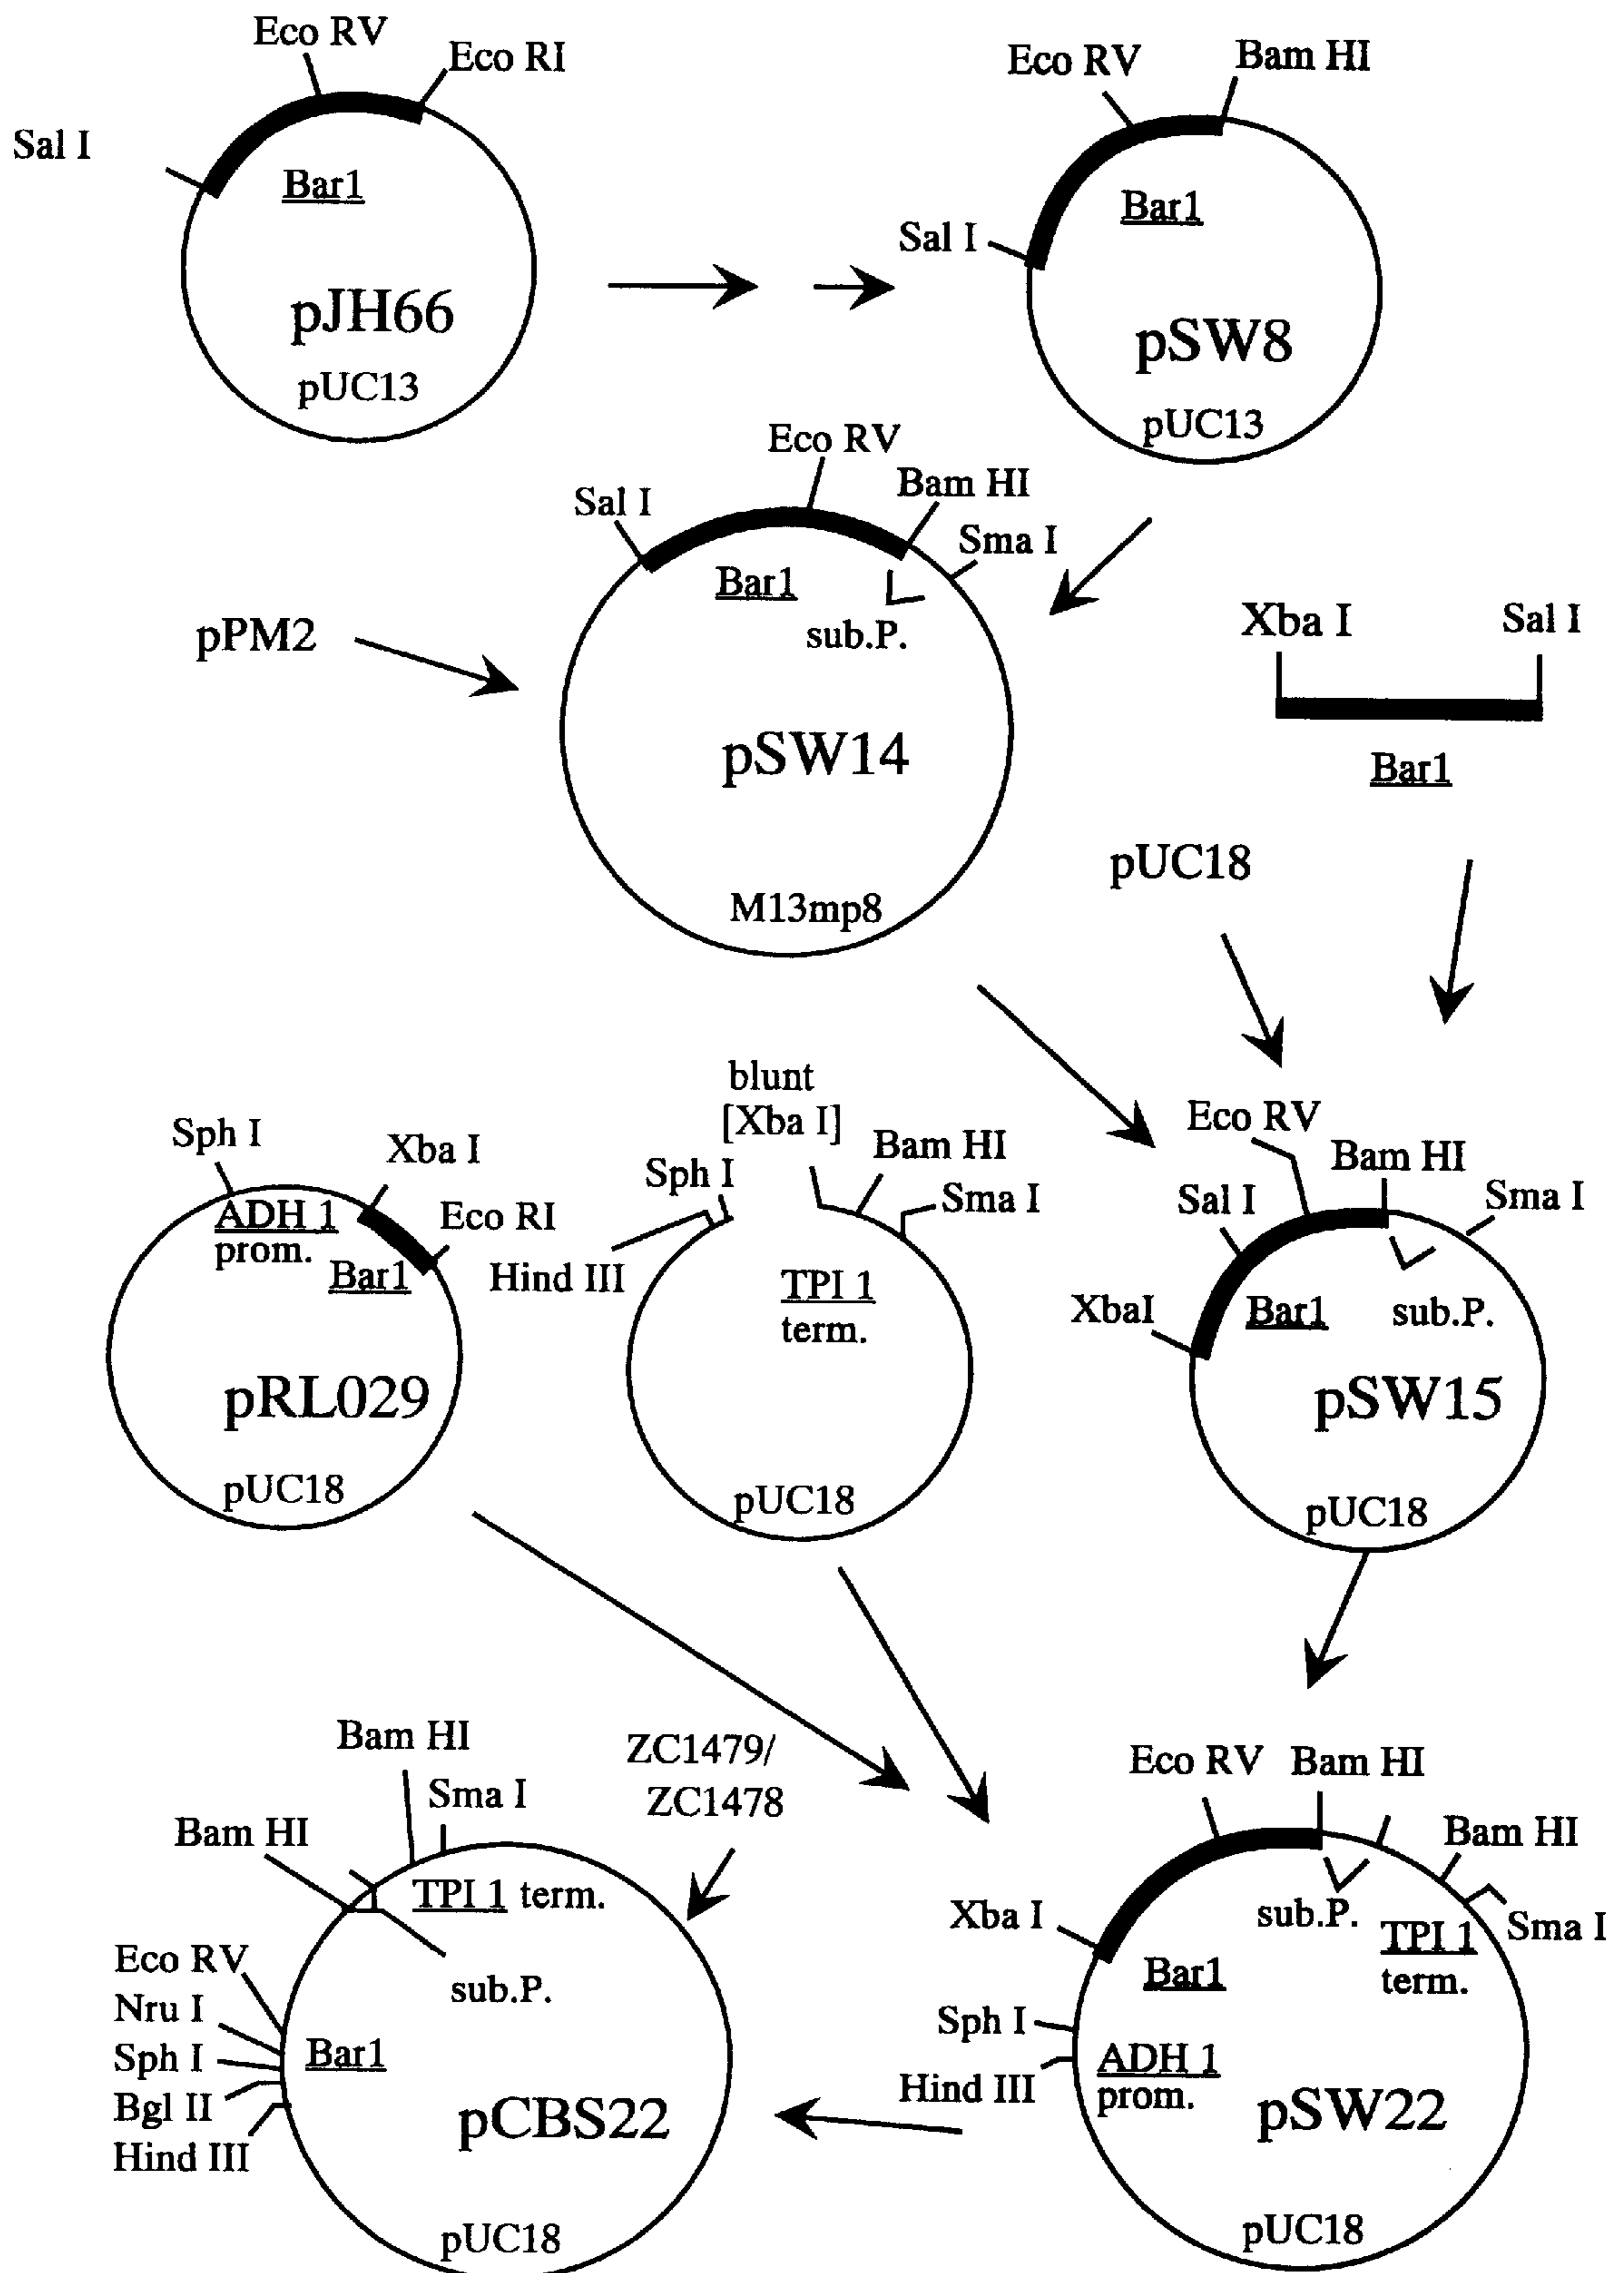 Eco RV
Eco RI
Sal I
Bar1
pJH66
pUC13
Eco RV
Bam HI
Sal I
Bar1
pSW8
pUC13
Eco RV
Sal I
Bam HI
Sma I
Bar1
sub.P.
pPM2
pSW14
M13mp8
Xba I
Sal I
Bar1
pUC18
Sph I
Xba I
ADH 1
prom.
Eco RI
Bar1
pRL029
pUC18
blunt
[Xba I]
Sph I
Bam HI
Sma I
Hind III
TPI 1
term.
pUC18
Eco RV
Bam HI
Sal I
Sma I
XbaI
Bar1
sub.P.
pSW15
pUC18
Bam HI
Sma I
Bam HI
ZC1479/
ZC1478
TPI 1 term.
sub.P.
Eco RV
Nru I
Sph I
Bgl II
Hind III
Bar1
pCBS22
pUC18
Eco RV
Bam HI
Bam HI
Xba I
sub.P.
Sma I
TPI 1
term.
Bar1
Sph I
Hind III
ADH 1
prom.
pSW22
pUC18